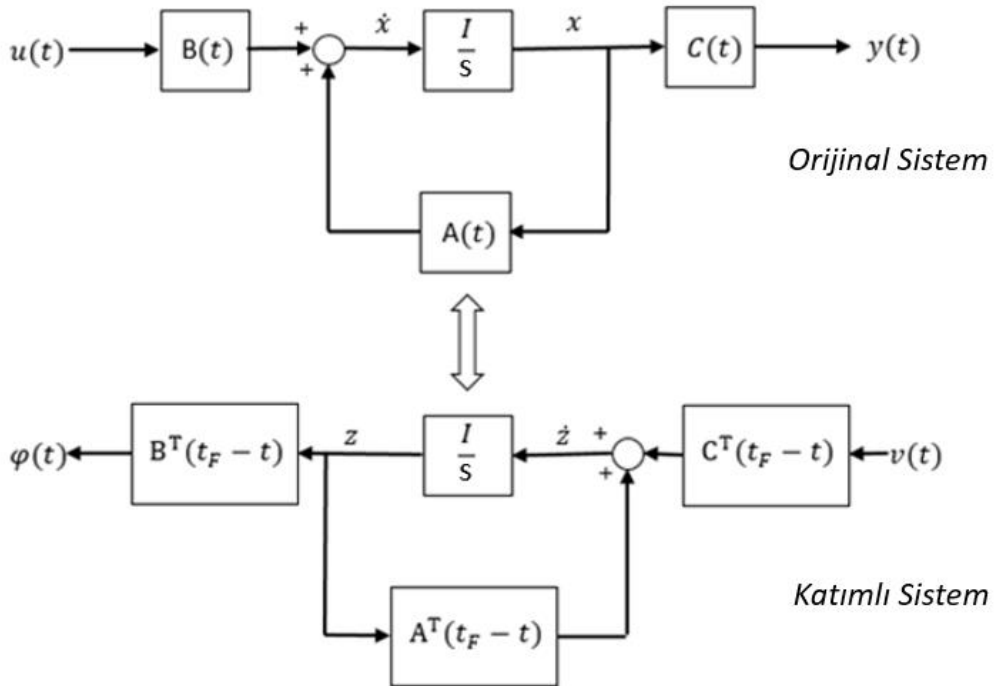 u(t) B(t) + + ẋ I/S x C(t) y(t)
Orijinal Sistem
A(t)
φ(t) Bᵀ(t_F − t) z I/S ż + + Cᵀ(t_F − t) v(t)
Katımlı Sistem
Aᵀ(t_F − t)